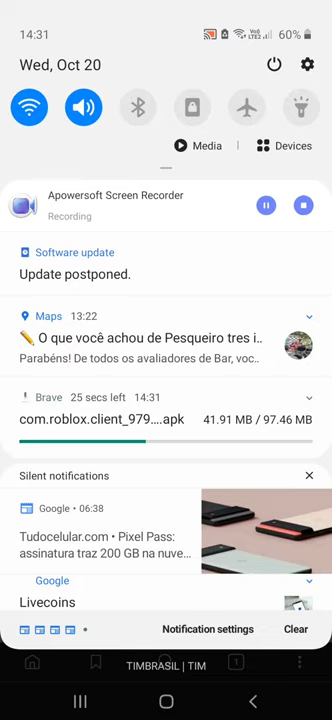 14:31
Vo)) LTE2
60%
Wed, Oct 20
Media
Devices
Apowersoft Screen Recorder
Recording
Software update
Update postponed.
Maps 13:22
✏️ O que você achou de Pesqueiro tres i..
Parabéns! De todos os avaliadores de Bar, voc..
Brave 25 secs left 14:31
com.roblox.client_979....apk 41.91 MB / 97.46 MB
Silent notifications
Google • 06:38
Tudocelular.com • Pixel Pass:
assinatura traz 200 GB na nuve...
Google
Livecoins
Notification settings
Clear
1
TIMBRASIL | TIM